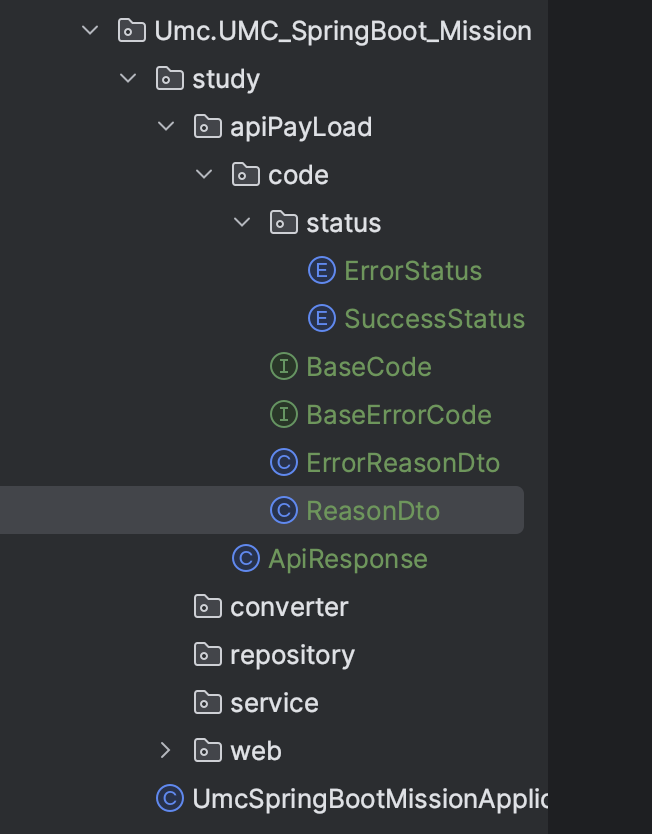 Umc.UMC_SpringBoot_Mission
study
apiPayLoad
code
status
E ErrorStatus
E SuccessStatus
I BaseCode
I BaseErrorCode
C ErrorReasonDto
C ReasonDto
C ApiResponse
converter
repository
service
web
C UmcSpringBootMissionApplic